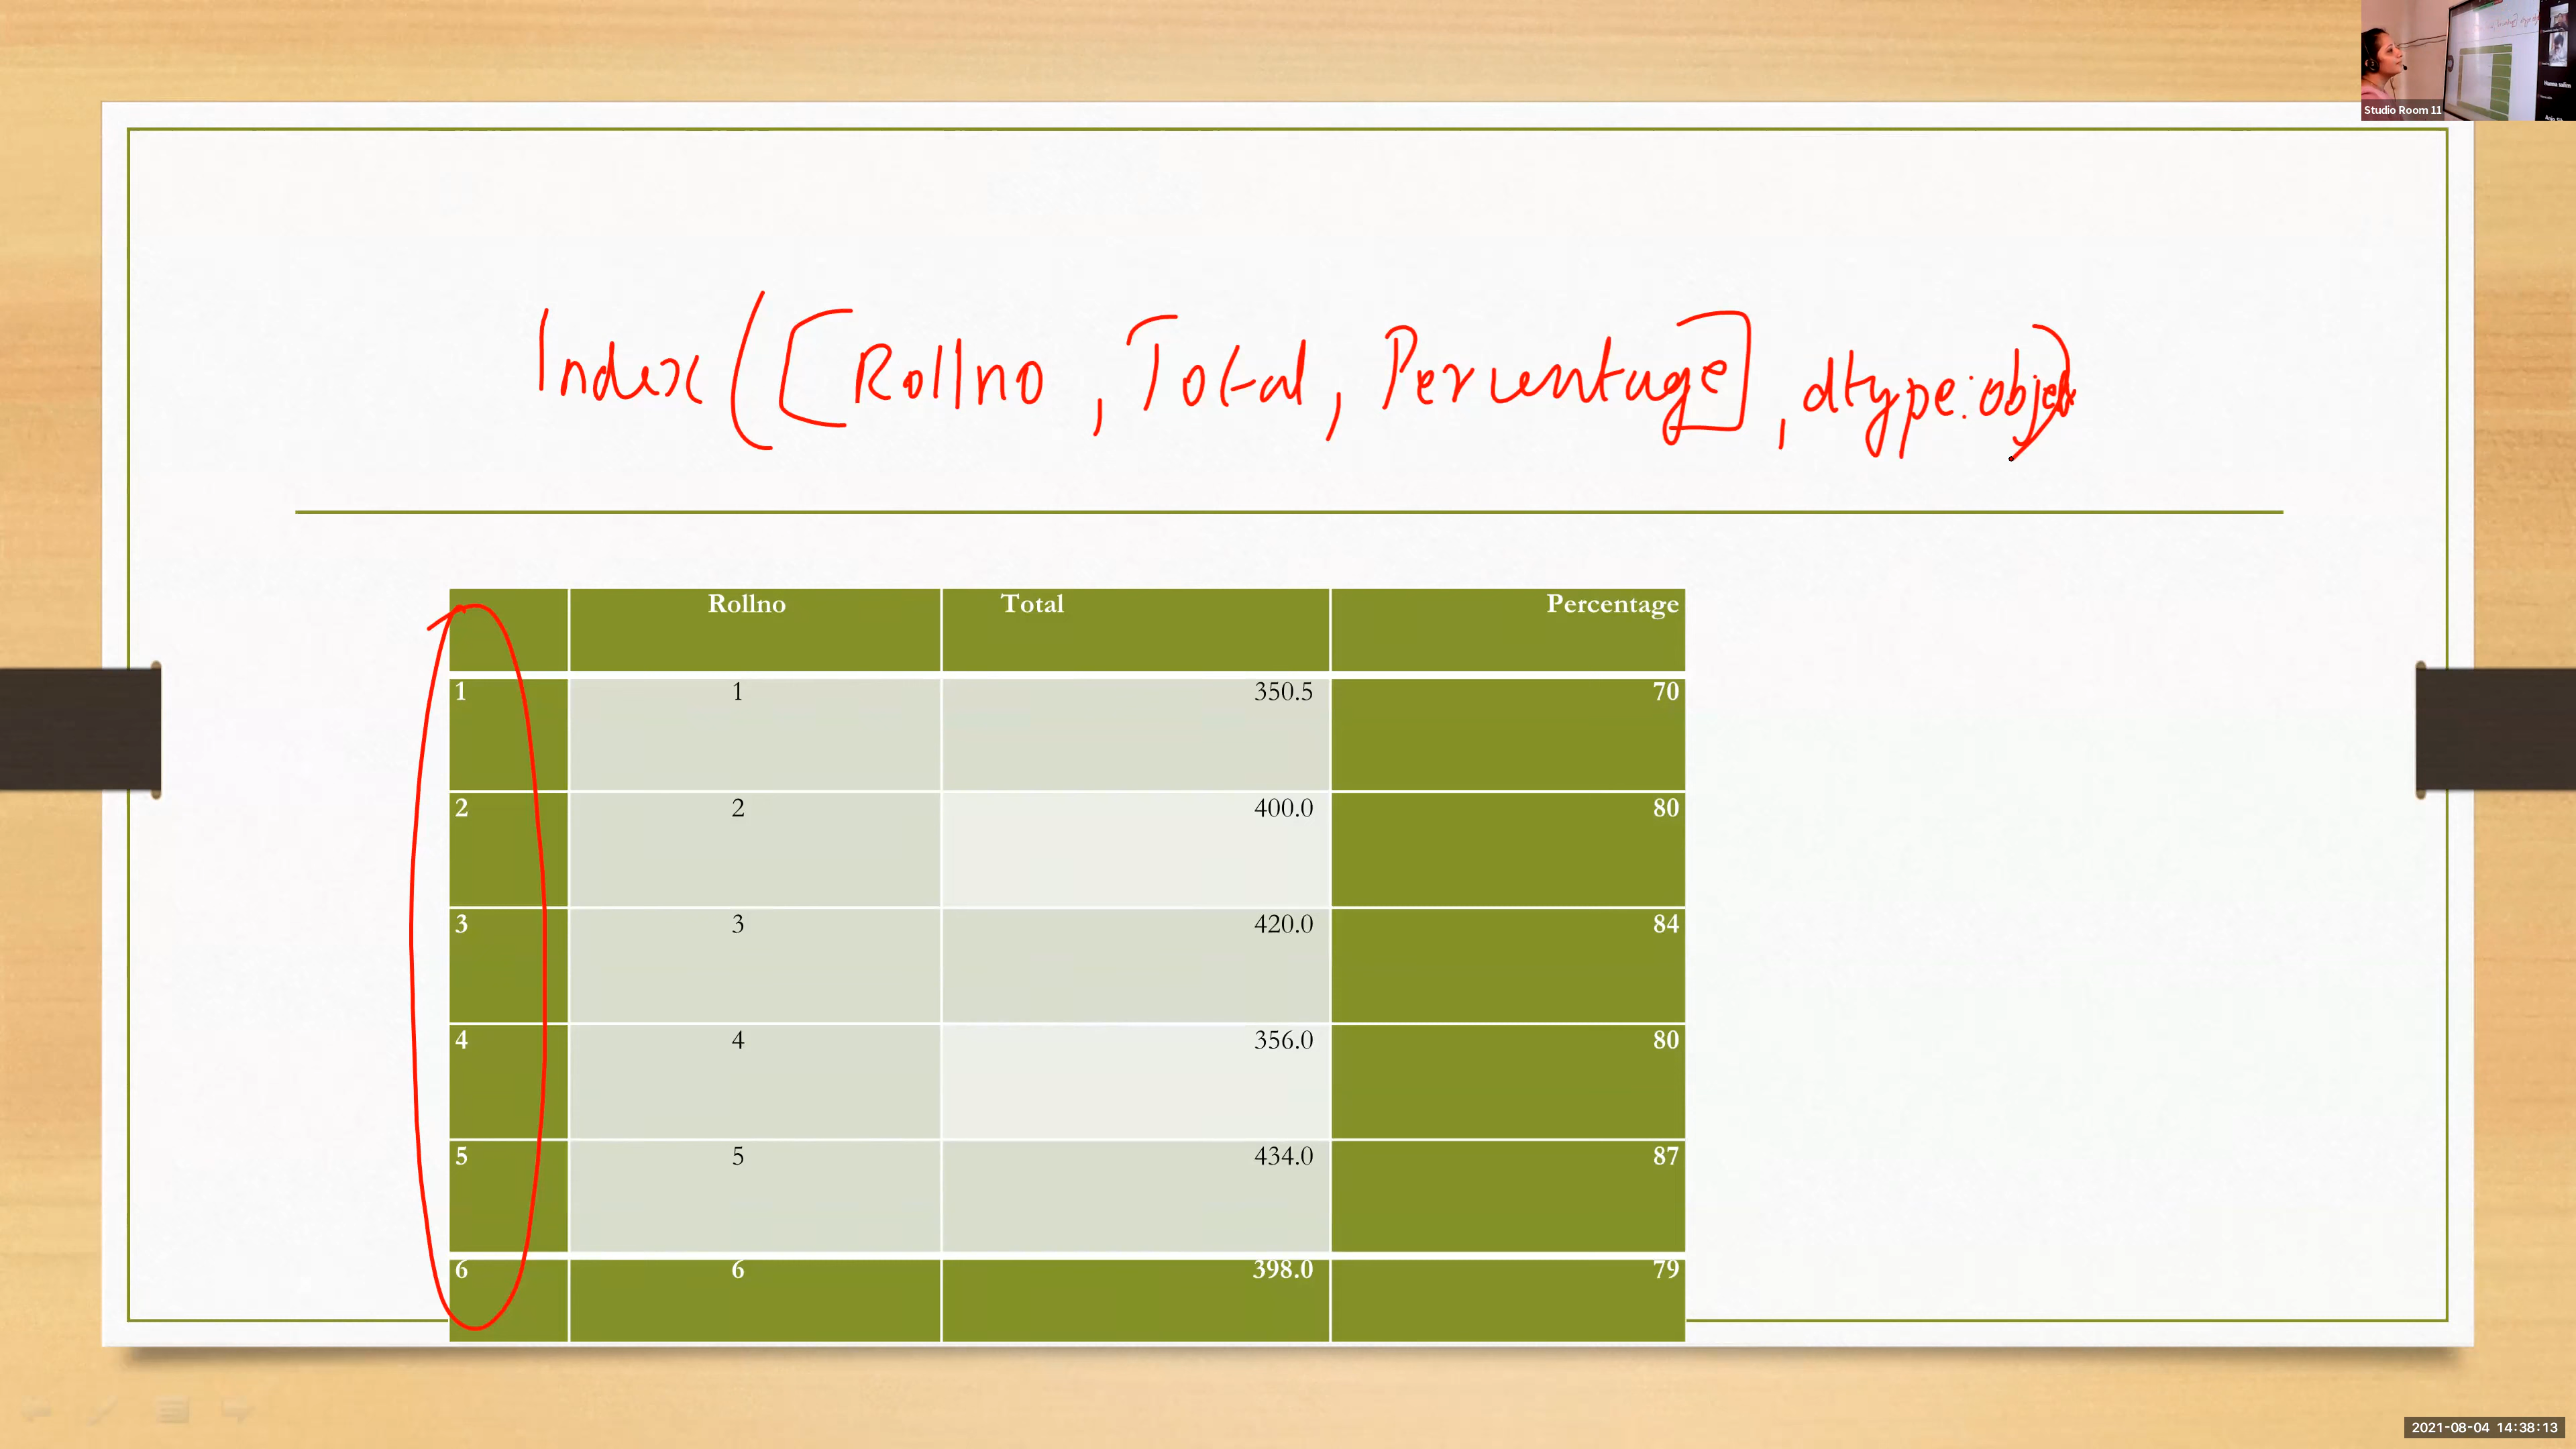 Studio Room 11
Index ([Rollno, Total, Percentage], dtype:object)
Rollno Total Percentage
1 1 350.5 70
2 2 400.0 80
3 3 420.0 84
4 4 356.0 80
5 5 434.0 87
6 6 398.0 79
2021-08-04 14:38:13